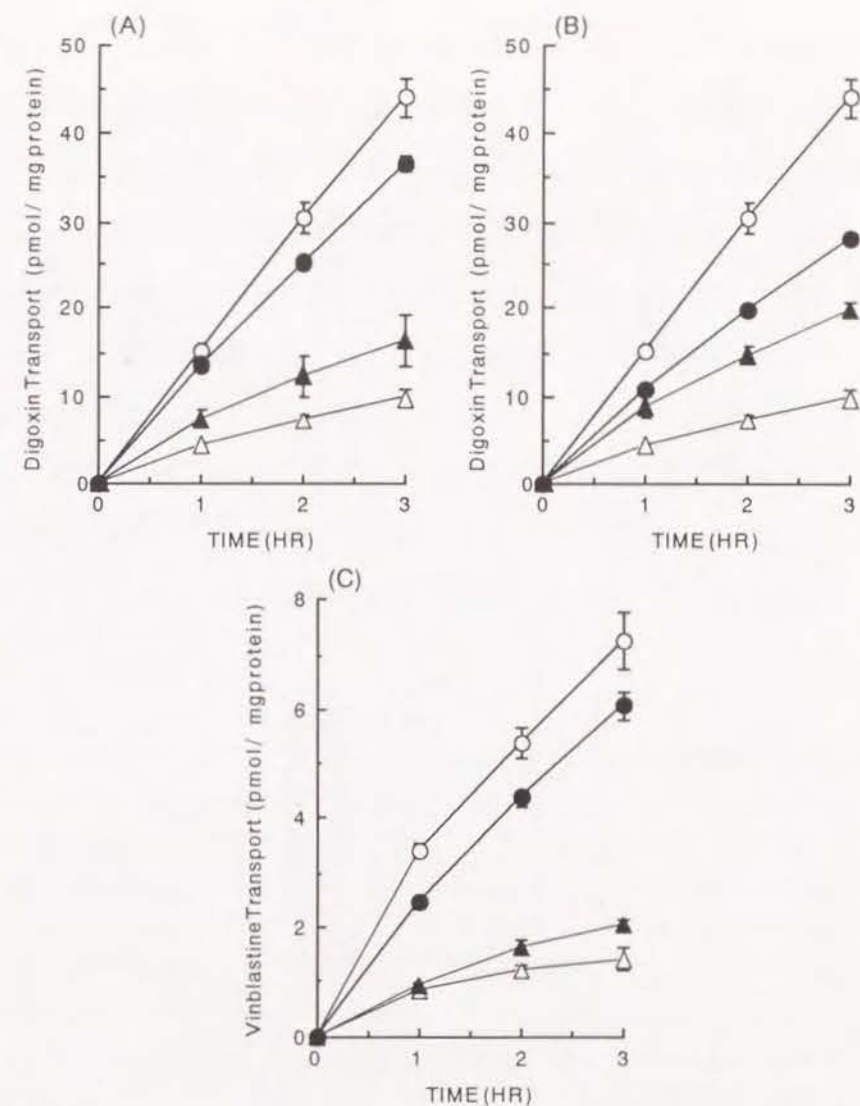 (A)
50
40
30
20
10
0
Digoxin Transport (pmol/ mg protein)
0 1 2 3
TIME (HR)
(B)
50
40
30
20
10
0
Digoxin Transport (pmol/ mg protein)
0 1 2 3
TIME (HR)
(C)
8
6
4
2
0
Vinblastine Transport (pmol/ mgprotein)
0 1 2 3
TIME (HR)